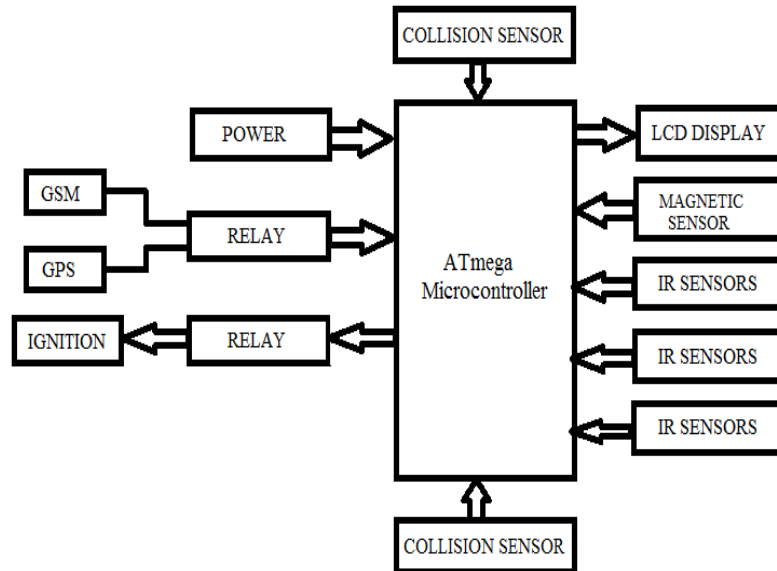 COLLISION SENSOR
POWER
LCD DISPLAY
GSM
MAGNETIC
SENSOR
RELAY
GPS
ATmega
Microcontroller
IR SENSORS
IGNITION
RELAY
IR SENSORS
IR SENSORS
COLLISION SENSOR